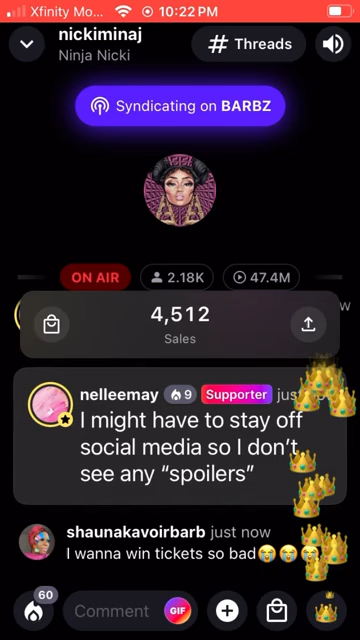 Xfinity Mo... 10:22 PM
nickiminaj
Ninja Nicki
# Threads
Syndicating on BARBZ
ON AIR 2.18K 47.4M
w
4,512
Sales
nelleemay 9 Supporter jus
I might have to stay off
social media so I don't
see any “spoilers”
shaunakavoirbarb just now
I wanna win tickets so bad😭😭😭
60
Comment GIF